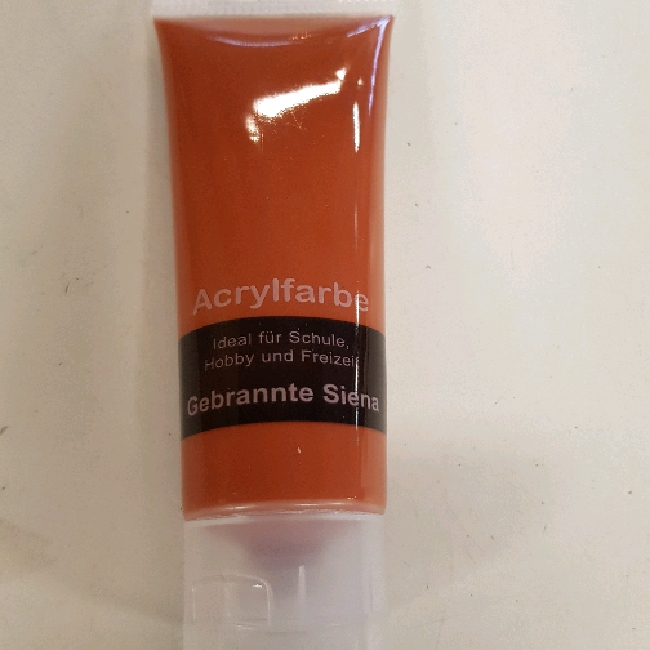 Acrylfarbe
Ideal für Schule,
Hobby und Freizeit
Gebrannte Siena